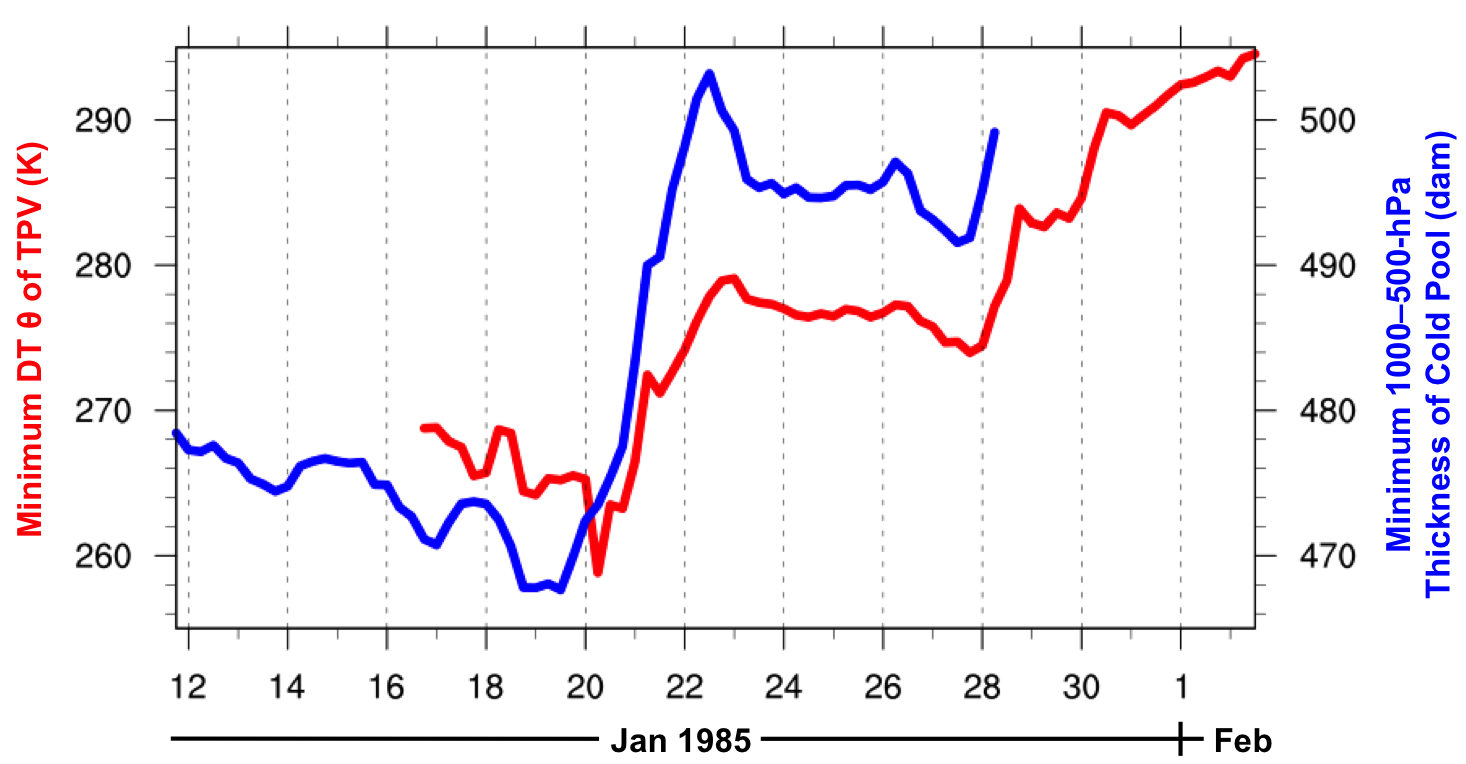 Minimum DT θ of TPV (K)
290
280
270
260
500
490
480
470
Minimum 1000–500-hPa
Thickness of Cold Pool (dam)
12 14 16 18 20 22 24 26 28 30 1
Jan 1985 Feb